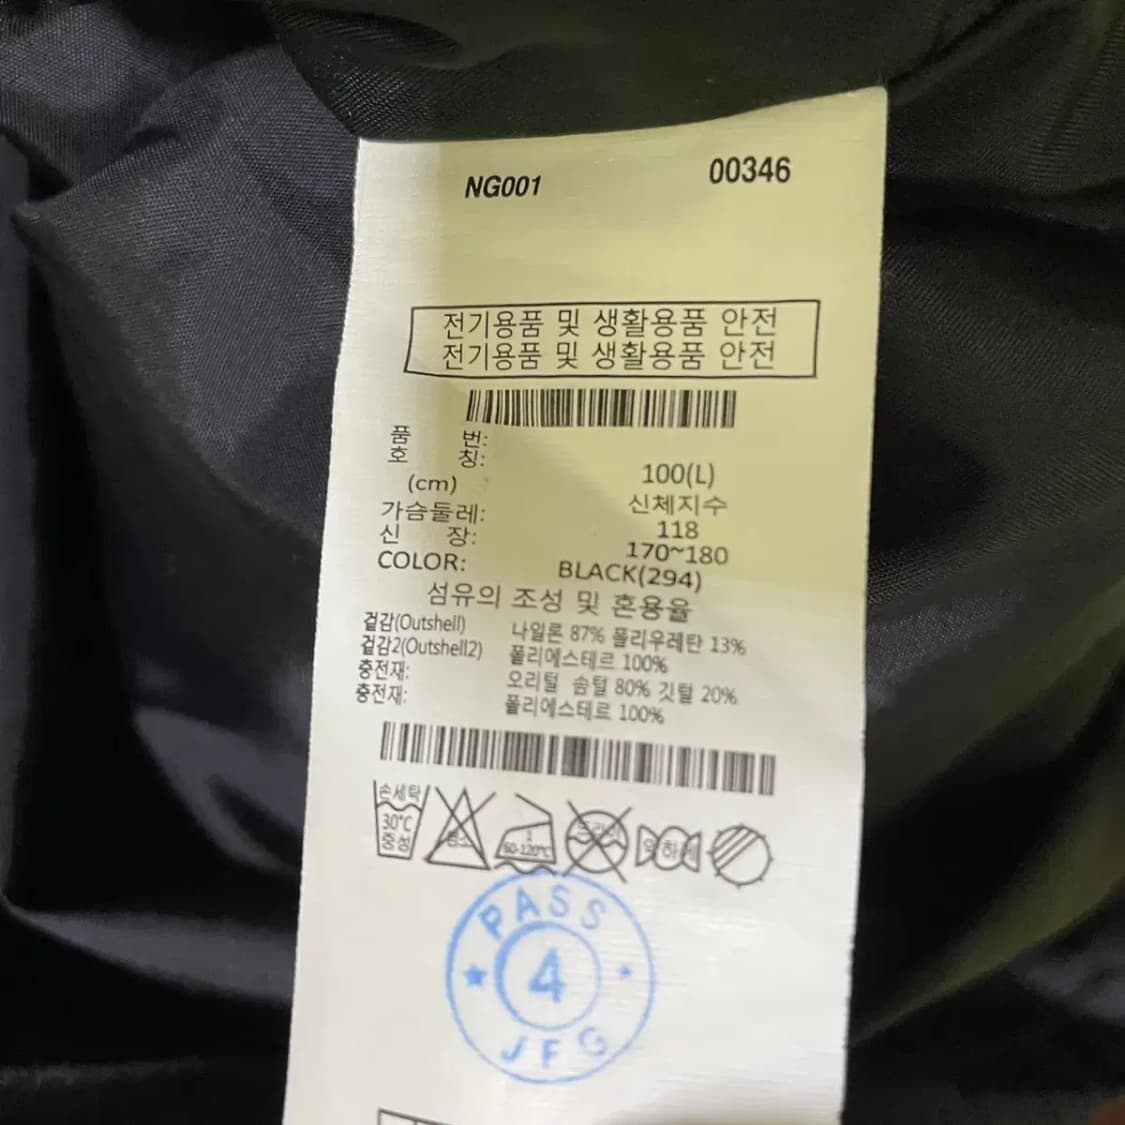 NG001 00346
전기용품 및 생활용품 안전
전기용품 및 생활용품 안전
품 번:
호 칭: 100(L)
(cm) 신체지수
가슴둘레: 118
신 장: 170~180
COLOR: BLACK(294)
섬유의 조성 및 혼용율
겉감(Outshell) 나일론 87% 폴리우레탄 13%
겉감2(Outshell2) 폴리에스테르 100%
충전재: 오리털 솜털 80% 깃털 20%
충전재: 폴리에스테르 100%
손세탁
30°C
중성
1
PASS
4
JFG